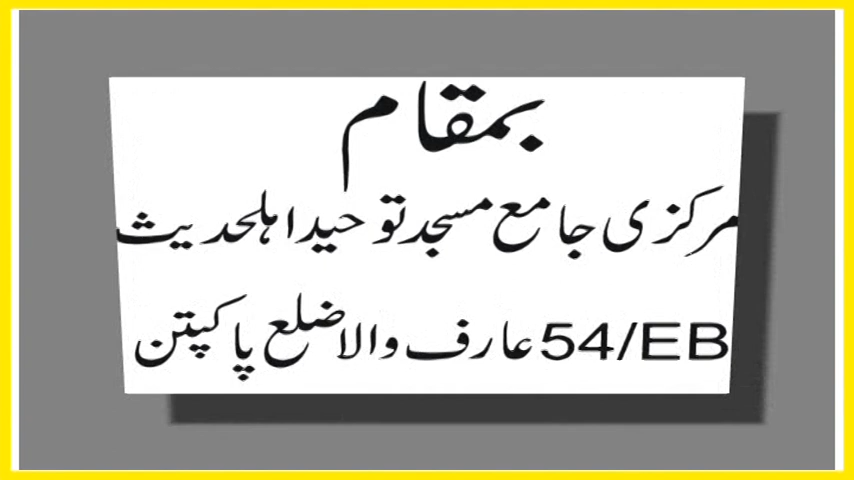 بمقام
مرکزی جامع مسجد توحید اہلحدیث
54/EB عارف والا ضلع پاکپتن